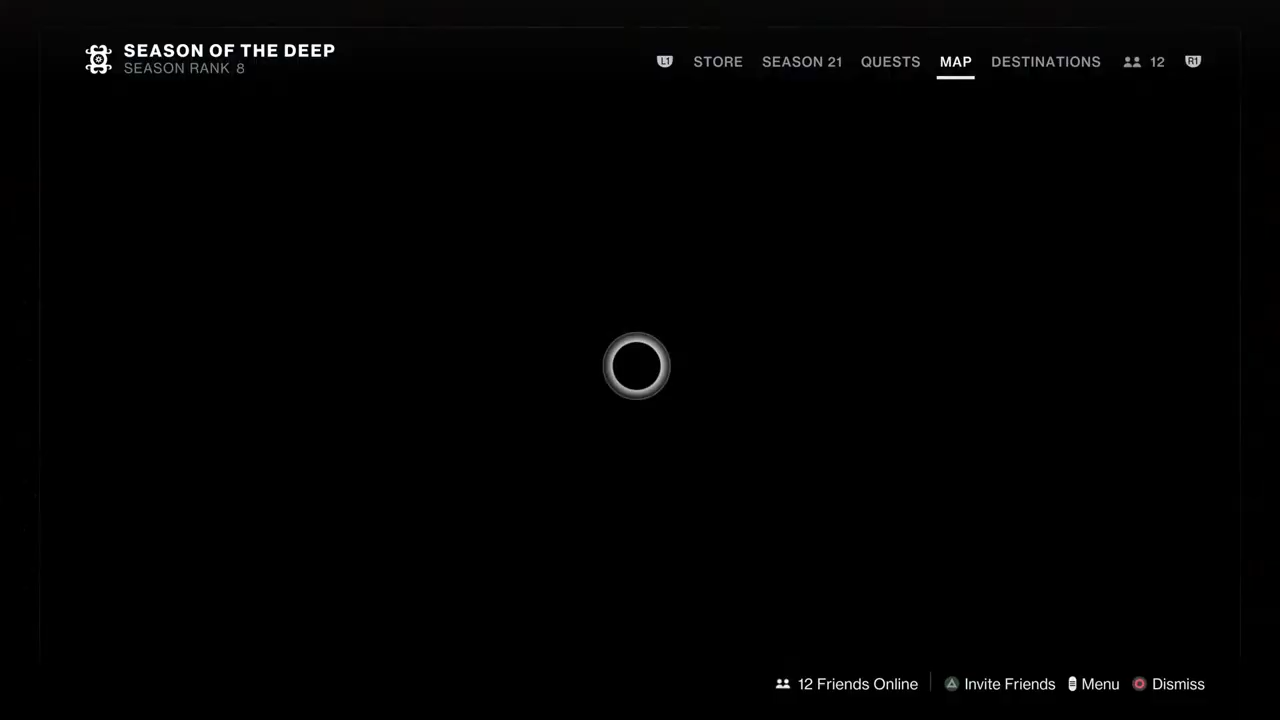 SEASON OF THE DEEP
SEASON RANK 8
L1 STORE SEASON 21 QUESTS MAP DESTINATIONS 12 R1
12 Friends Online Invite Friends Menu Dismiss